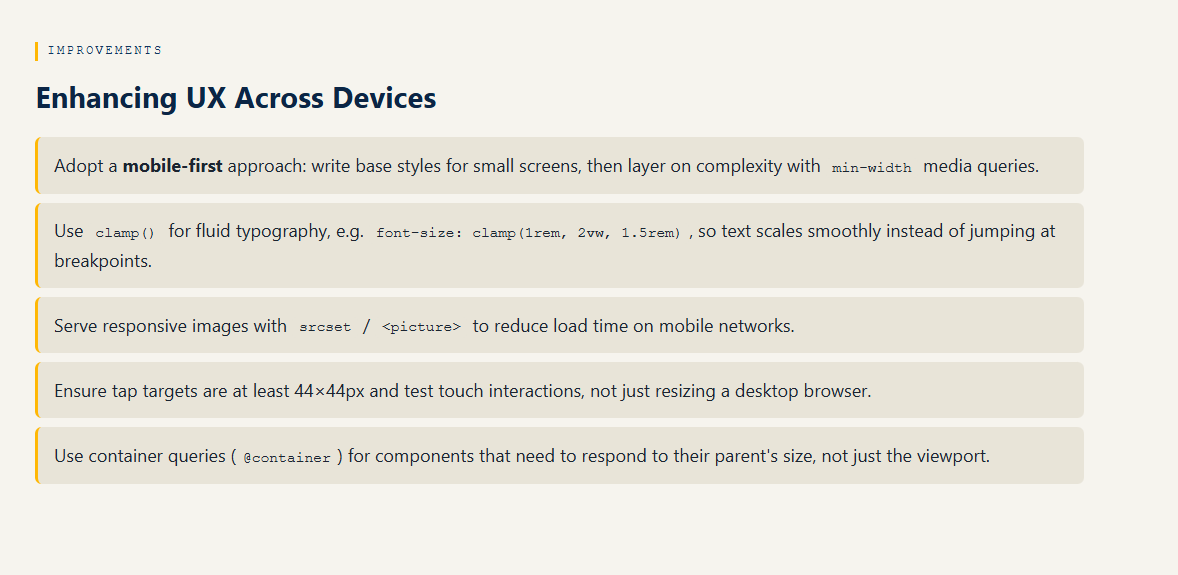 IMPROVEMENTS
Enhancing UX Across Devices
Adopt a mobile-first approach: write base styles for small screens, then layer on complexity with min-width media queries.
Use clamp() for fluid typography, e.g. font-size: clamp(1rem, 2vw, 1.5rem) , so text scales smoothly instead of jumping at
breakpoints.
Serve responsive images with srcset / <picture> to reduce load time on mobile networks.
Ensure tap targets are at least 44×44px and test touch interactions, not just resizing a desktop browser.
Use container queries ( @container ) for components that need to respond to their parent's size, not just the viewport.